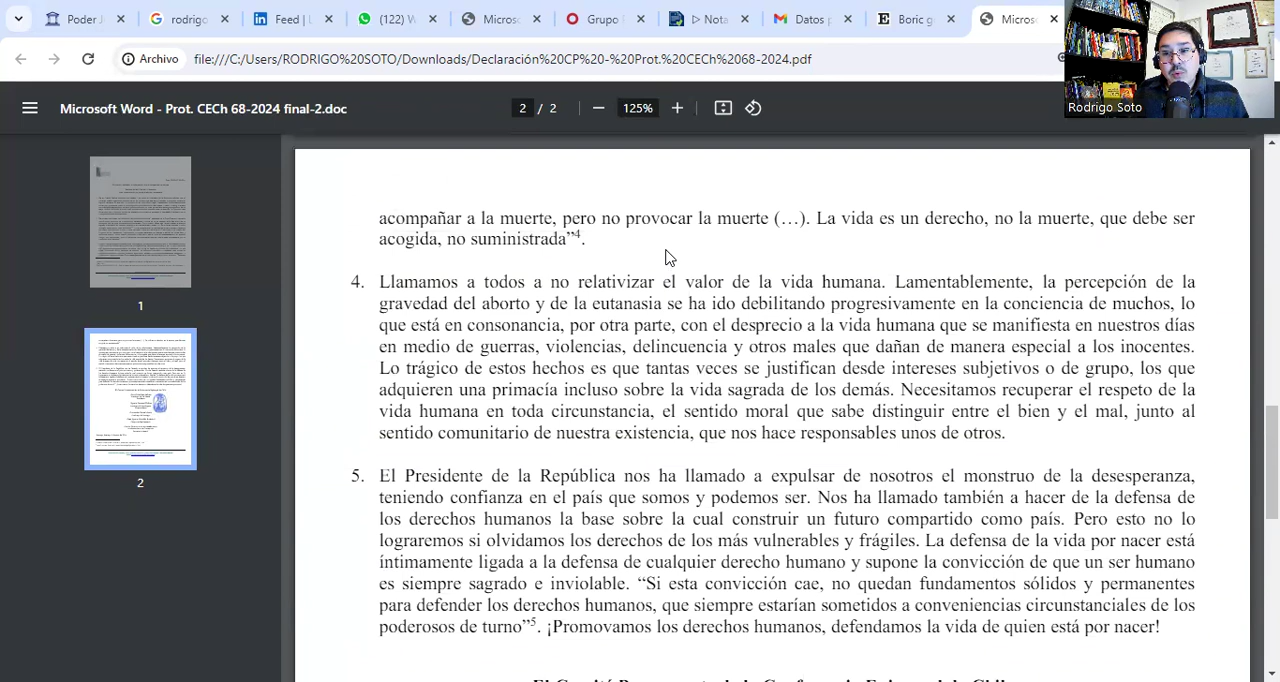 Poder J
rodrigo
Feed | L
(122) W
Microso
Grupo
▷ Nota
Datos p
Boric g
Micros
Archivo
file:///C:/Users/RODRIGO%20SOTO/Downloads/Declaración%20CP%20-%20Prot.%20CECh%2068-2024.pdf
Rodrigo Soto
Microsoft Word - Prot. CECh 68-2024 final-2.doc
2 / 2
125%
1
2
acompañar a la muerte, pero no provocar la muerte (…). La vida es un derecho, no la muerte, que debe ser
acogida, no suministrada”4
4. Llamamos a todos a no relativizar el valor de la vida humana. Lamentablemente, la percepción de la
gravedad del aborto y de la eutanasia se ha ido debilitando progresivamente en la conciencia de muchos, lo
que está en consonancia, por otra parte, con el desprecio a la vida humana que se manifiesta en nuestros días
en medio de guerras, violencias, delincuencia y otros males que dañan de manera especial a los inocentes.
Lo trágico de estos hechos es que tantas veces se justifican desde intereses subjetivos o de grupo, los que
adquieren una primacía incluso sobre la vida sagrada de los demás. Necesitamos recuperar el respeto de la
vida humana en toda circunstancia, el sentido moral que sabe distinguir entre el bien y el mal, junto al
sentido comunitario de nuestra existencia, que nos hace responsables unos de otros.
5. El Presidente de la República nos ha llamado a expulsar de nosotros el monstruo de la desesperanza,
teniendo confianza en el país que somos y podemos ser. Nos ha llamado también a hacer de la defensa de
los derechos humanos la base sobre la cual construir un futuro compartido como país. Pero esto no lo
lograremos si olvidamos los derechos de los más vulnerables y frágiles. La defensa de la vida por nacer está
íntimamente ligada a la defensa de cualquier derecho humano y supone la convicción de que un ser humano
es siempre sagrado e inviolable. “Si esta convicción cae, no quedan fundamentos sólidos y permanentes
para defender los derechos humanos, que siempre estarían sometidos a conveniencias circunstanciales de los
poderosos de turno”5. ¡Promovamos los derechos humanos, defendamos la vida de quien está por nacer!